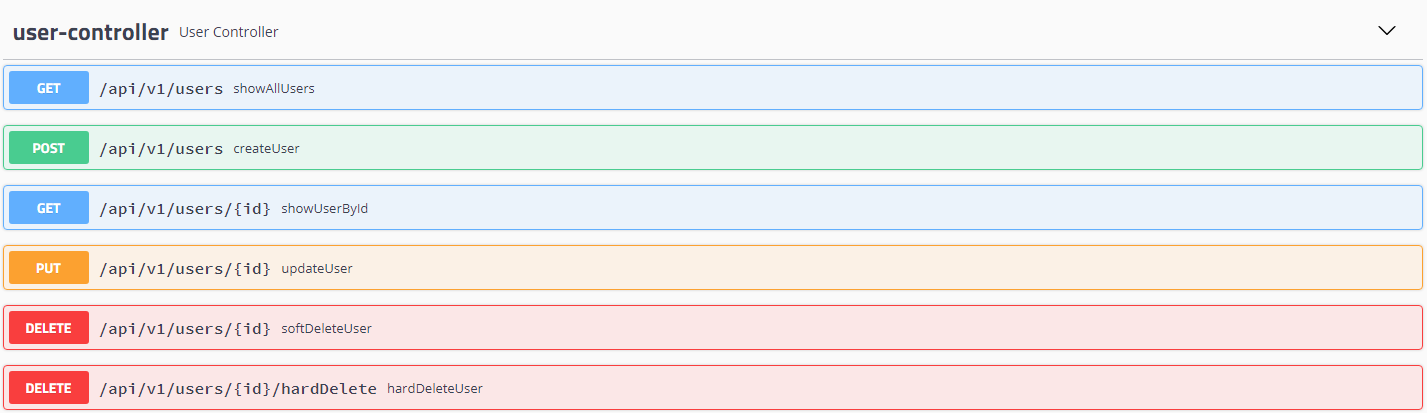 user-controller User Controller
GET /api/v1/users showAllUsers
POST /api/v1/users createUser
GET /api/v1/users/{id} showUserById
PUT /api/v1/users/{id} updateUser
DELETE /api/v1/users/{id} softDeleteUser
DELETE /api/v1/users/{id}/hardDelete hardDeleteUser